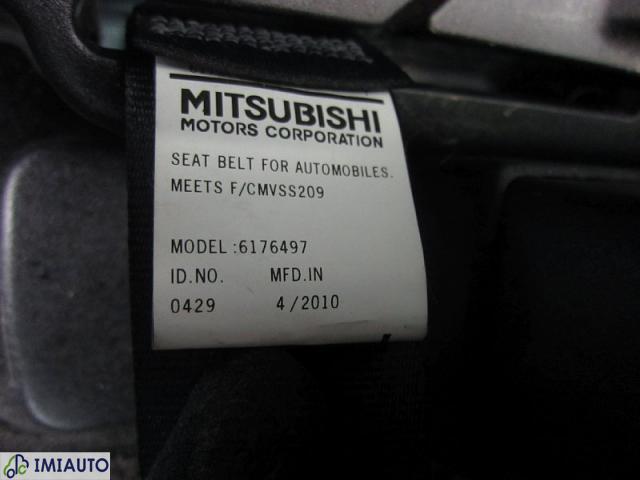 MITSUBISHI
MOTORS CORPORATION
SEAT BELT FOR AUTOMOBILES.
MEETS F/CMVSS209
MODEL :6176497
ID.NO. MFD.IN
0429 4/2010
IMIAUTO